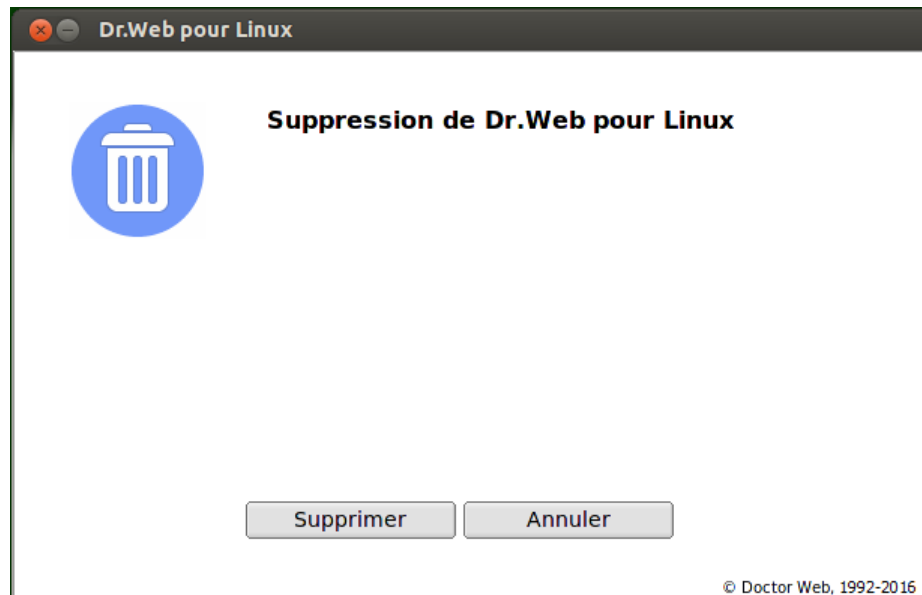 Dr.Web pour Linux
Suppression de Dr.Web pour Linux
Supprimer
Annuler
© Doctor Web, 1992-2016